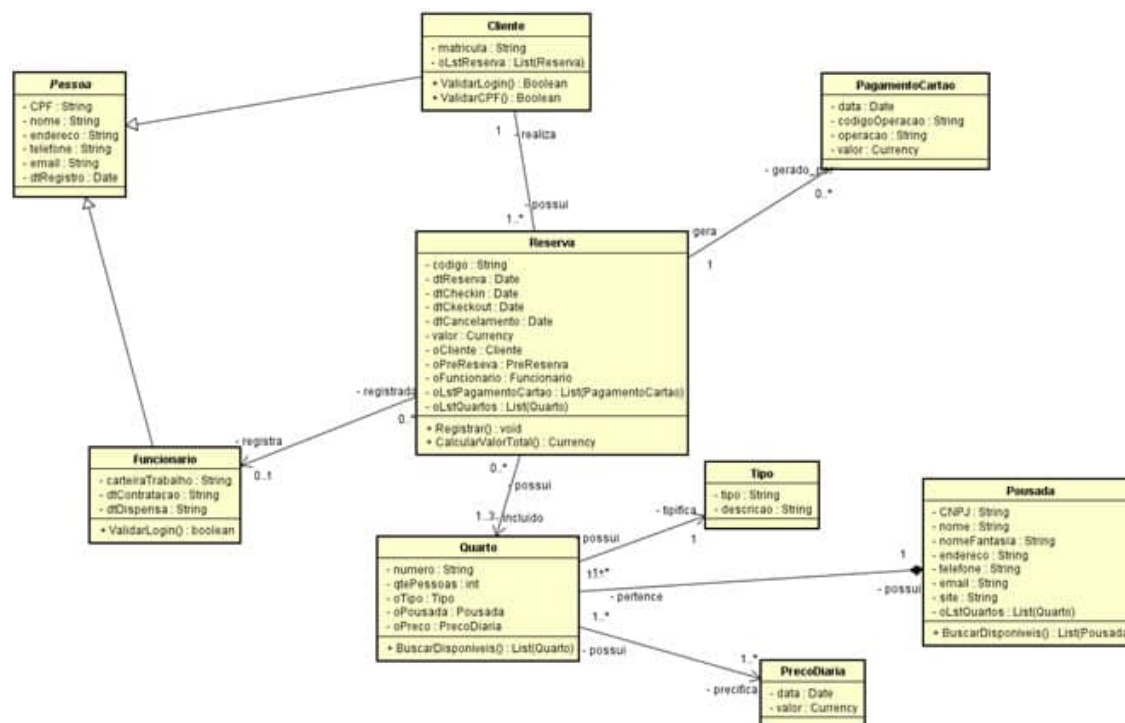 Cliente
- matricula : String
- oLstReserva : List(Reserva)
+ ValidarLogin() : Boolean
+ ValidarCPF() : Boolean
Pessoa
- CPF : String
- nome : String
- endereco : String
- telefone : String
- email : String
- dtRegistro : Date
PagamentoCartao
- data : Date
- codigoOperacao : String
- operacao : String
- valor : Currency
1
- realiza
- possui
1..*
- gerado_por
0..*
gera
1
Reserva
- codigo : String
- dtReserva : Date
- dtCheckin : Date
- dtCkeckout : Date
- dtCancelamento : Date
- valor : Currency
- oCliente : Cliente
- oPreReseva : PreReserva
- oFuncionario : Funcionario
- oLstPagamentoCartao : List(PagamentoCartao)
- oLstQuartos : List(Quarto)
+ Registrar() : void
+ CalcularValorTotal() : Currency
- registrado
0..*
- registra
0..1
Funcionario
- carteiraTrabalho : String
- dtContratacao : String
- dtDispensa : String
+ ValidarLogin() : boolean
0..*
- possui
1..3
- incluido
Tipo
- tipo : String
- descricao : String
- tipifica
1
possui
Quarto
- numero : String
- qtePessoas : int
- oTipo : Tipo
- oPousada : Pousada
- oPreco : PrecoDiaria
+ BuscarDisponiveis() : List(Quarto)
Pousada
- CNPJ : String
- nome : String
- nomeFantasia : String
- endereco : String
- telefone : String
- email : String
- site : String
- oLstQuartos : List(Quarto)
+ BuscarDisponiveis() : List(Pousada
1
- possui
- pertence
1..*
- possui
1..*
- precifica
PrecoDiaria
- data : Date
- valor : Currency